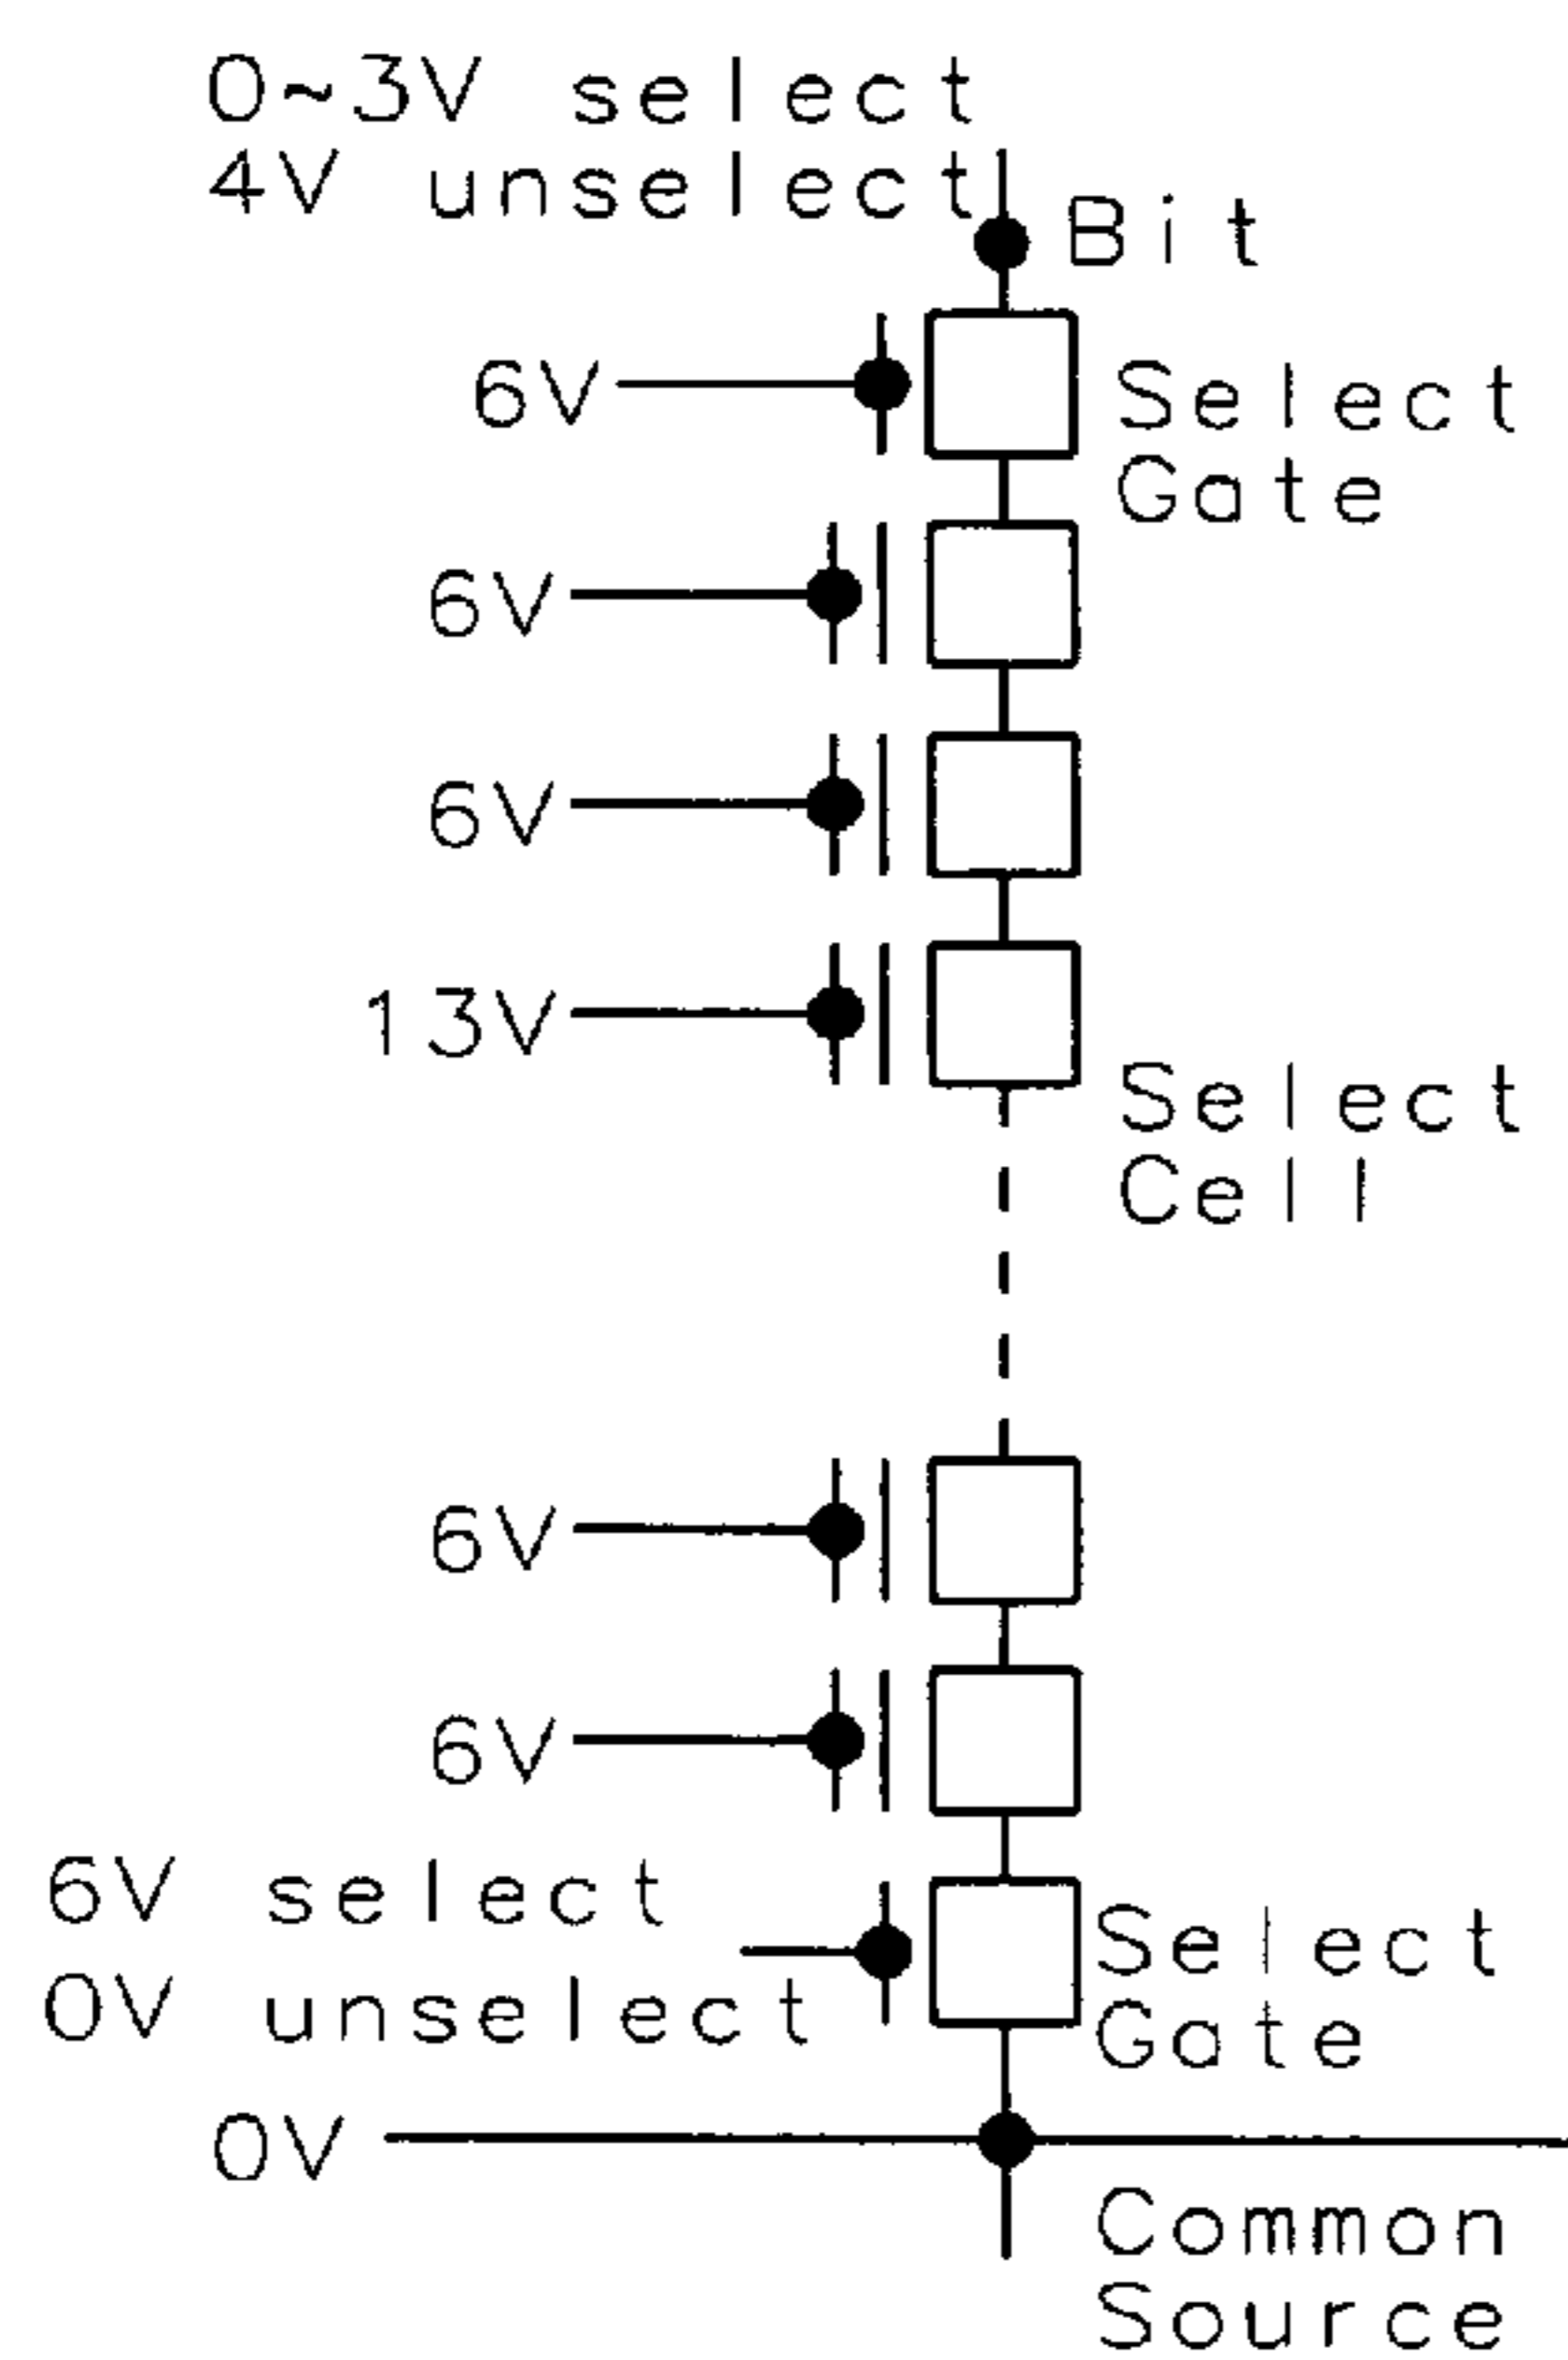 0~3V select
4V unselect
Bit
6V
Select
Gate
6V
6V
13V
Select
Cell
6V
6V
6V select
0V unselect
Select
Gate
0V
Common
Source